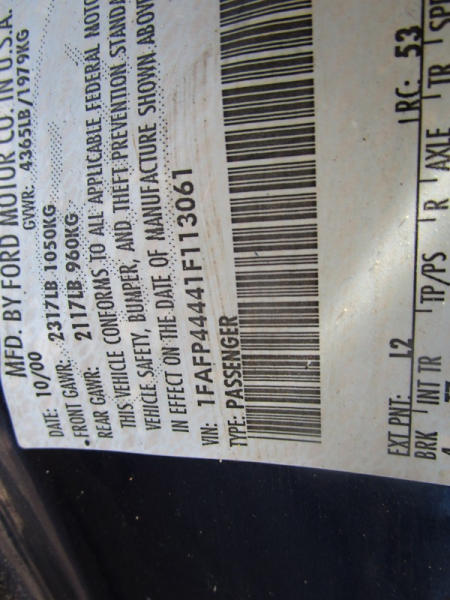 MFD. BY FORD MOTOR CO. IN U.S.A.
DATE: 10/00 GVWR: 4365LB/1979KG
FRONT GAWR: 2317LB 1050KG
REAR GAWR: 2117LB 960KG
THIS VEHICLE CONFORMS TO ALL APPLICABLE FEDERAL MOTO
VEHICLE SAFETY, BUMPER, AND THEFT PREVENTION STANDA
IN EFFECT ON THE DATE OF MANUFACTURE SHOWN ABOVE
VIN: 1FAFP44441F113061
TYPE: PASSENGER
EXT PNT: L2 RC: 53
BRK INT TR TP/PS R AXLE TR SP